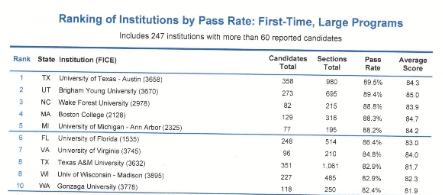 Ranking of Institutions by Pass Rate: First-Time, Large Programs
Includes 247 institutions with more than 60 reported candidates
Rank State Institution (FICE) Candidates Total Sections Total Pass Rate Average Score
1 TX University of Texas - Austin (3658) 358 980 89.6% 84.3
2 UT Brigham Young University (3670) 273 695 89.4% 85.0
3 NC Wake Forest University (2978) 82 215 88.8% 83.9
4 MA Boston College (2128) 129 316 88.3% 84.7
5 MI University of Michigan - Ann Arbor (2325) 77 195 88.2% 84.2
6 FL University of Florida (1535) 248 514 86.4% 83.0
7 VA University of Virginia (3745) 96 210 84.8% 84.0
8 TX Texas A&M University (3632) 351 1,081 82.9% 81.7
8 WI Univ of Wisconsin - Madison (3895) 227 485 82.9% 82.3
10 WA Gonzaga University (3778) 118 250 82.4% 81.9